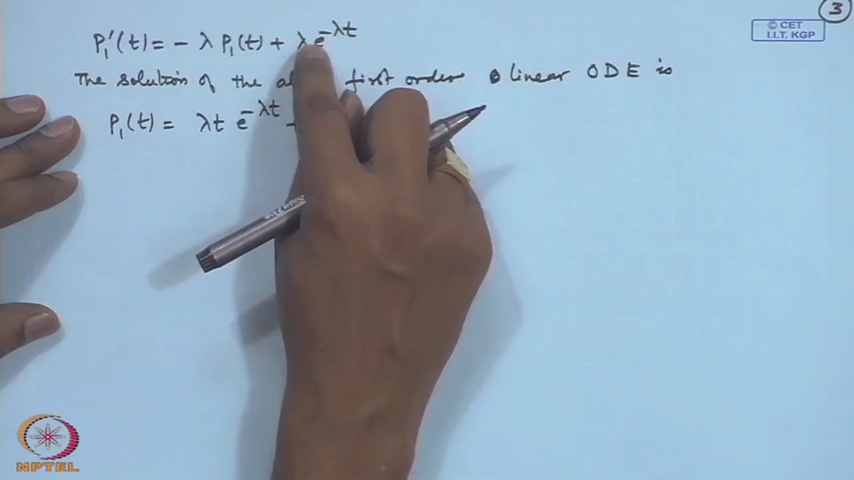 3
© CET
I.I.T. KGP
P₁'(t) = - λ P₁(t) + λ e^{-λt}
The solution of the first order linear ODE is
P₁(t) = λt e^{-λt}
NPTEL